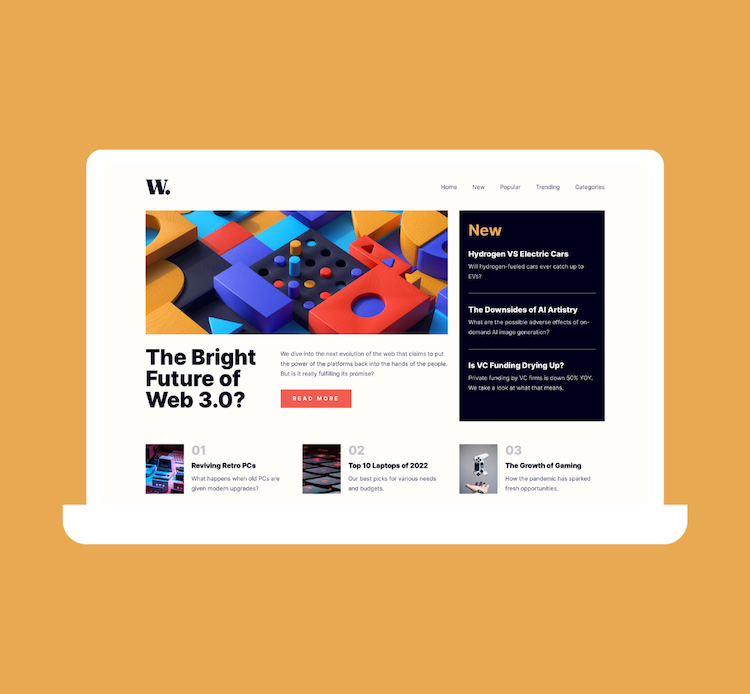 W.
Home New Popular Trending Categories
The Bright
Future of
Web 3.0?
We dive into the next evolution of the web that claims to put
the power of the platforms back into the hands of the people.
But is it really fulfilling its promise?
READ MORE
New
Hydrogen VS Electric Cars
Will hydrogen-fueled cars ever catch up to
EVs?
The Downsides of AI Artistry
What are the possible adverse effects of on-
demand AI image generation?
Is VC Funding Drying Up?
Private funding by VC firms is down 50% YOY.
We take a look at what that means.
01
Reviving Retro PCs
What happens when old PCs are
given modern upgrades?
02
Top 10 Laptops of 2022
Our best picks for various needs
and budgets.
03
The Growth of Gaming
How the pandemic has sparked
fresh opportunities.